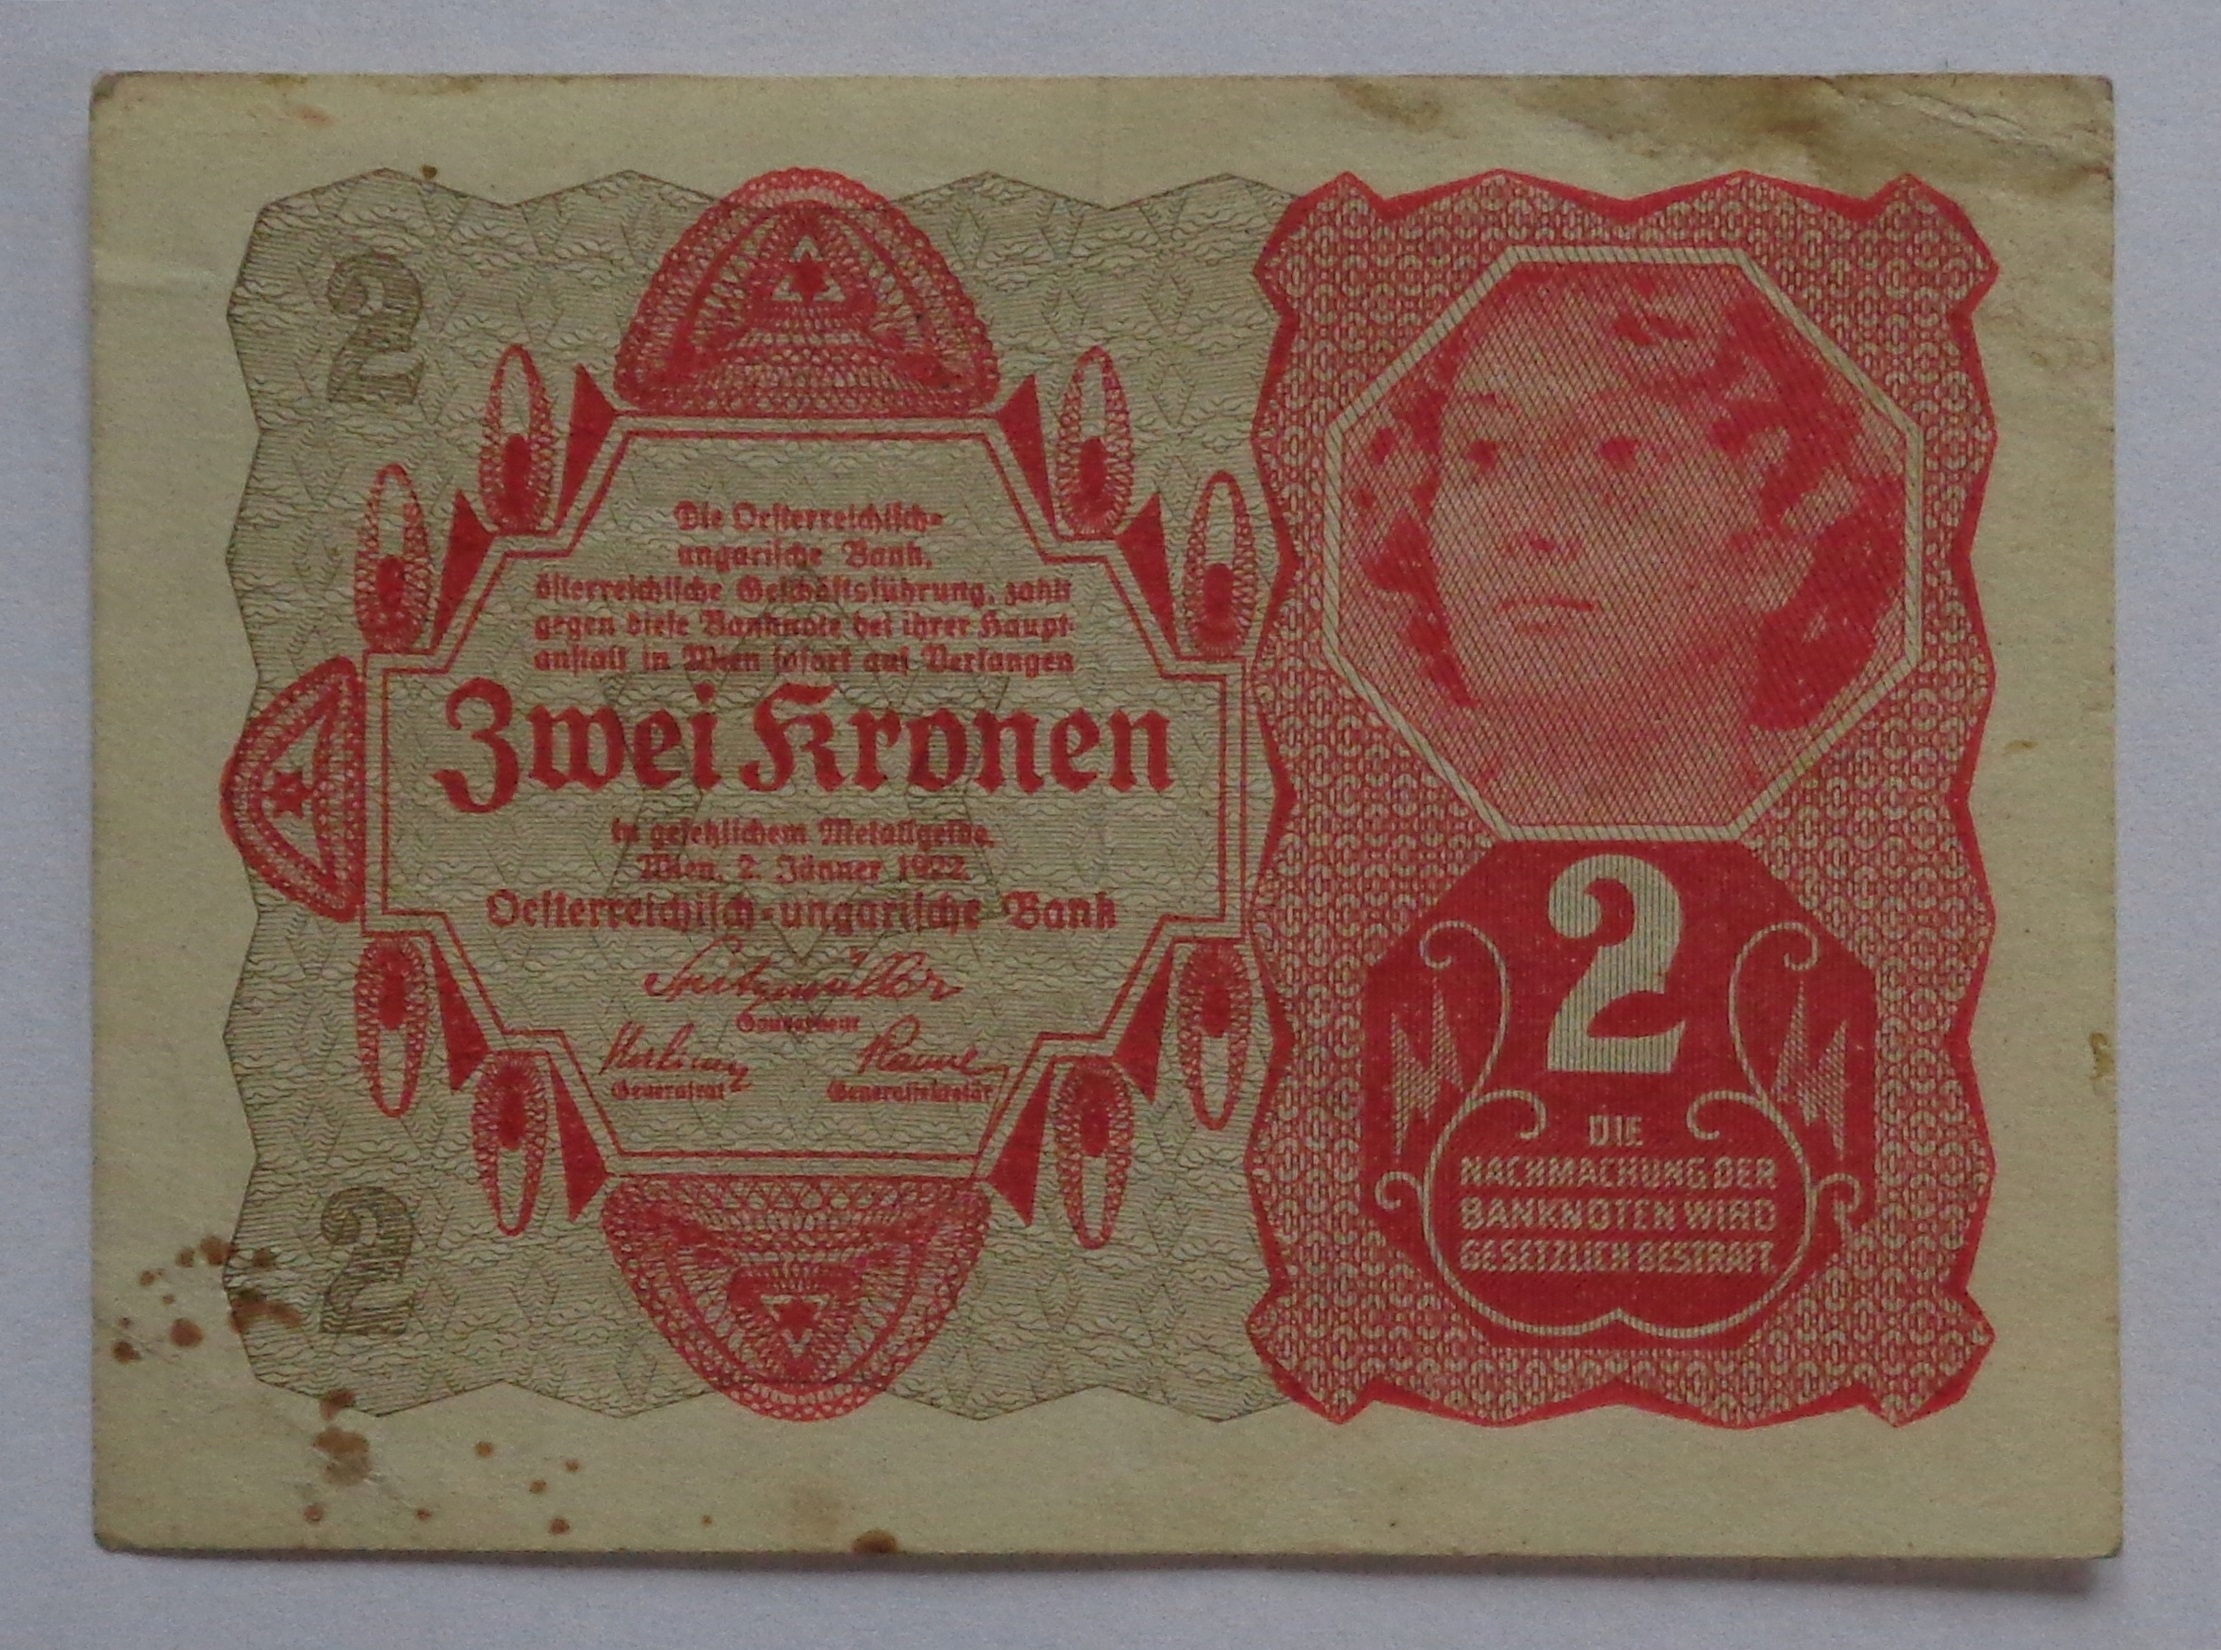 2
Die Oesterreichisch-
ungarische Bank,
österreichische Geschäftsführung, zahlt
gegen diese Banknote bei ihrer Haupt-
anstalt in Wien sofort auf Verlangen
Zwei Kronen
in gesetzlichem Metallgelde.
Wien, 2. Jänner 1922.
Oesterreichisch-ungarische Bank
Spitzmüller
Gouverneur
Generalrat
Generalsekretär
2
2
DIE
NACHMACHUNG DER
BANKNOTEN WIRD
GESETZLICH BESTRAFT.